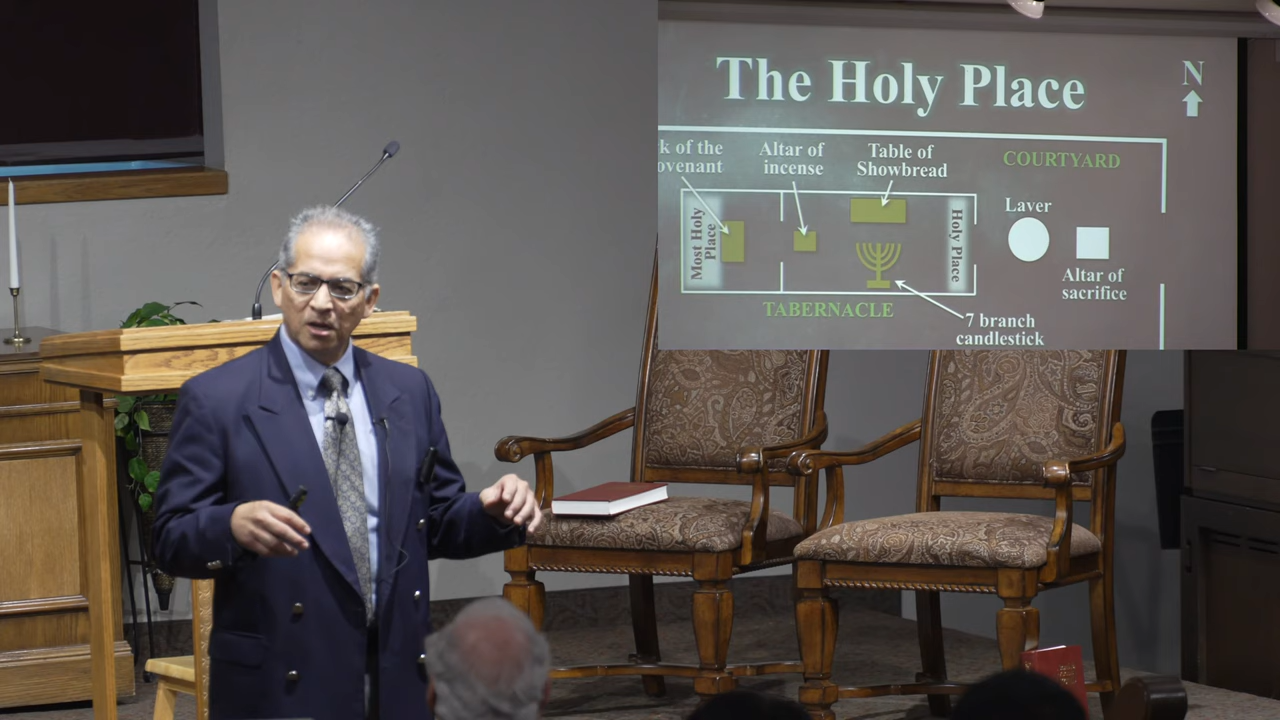 The Holy Place
N
k of the
ovenant
Altar of
incense
Table of
Showbread
COURTYARD
Laver
Most Holy
Place
Holy Place
Altar of
sacrifice
TABERNACLE
7 branch
candlestick